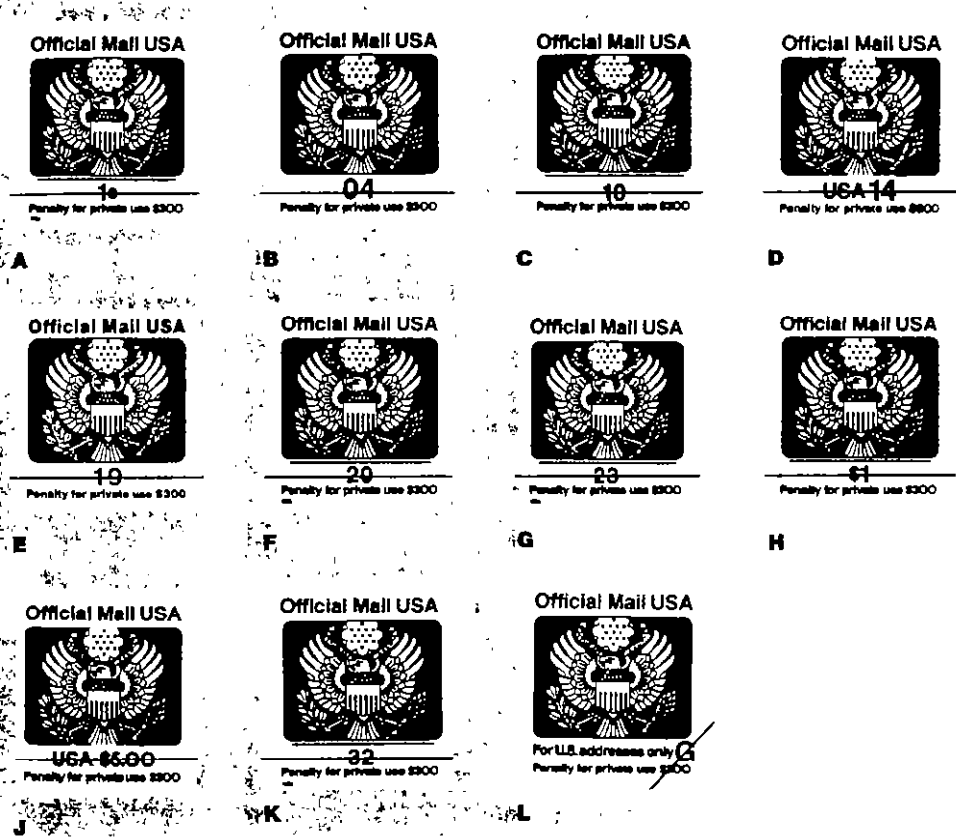 Official Mail USA
1c
Penalty for private use $300
A
Official Mail USA
04
Penalty for private use $300
B
Official Mail USA
10
Penalty for private use $300
C
Official Mail USA
USA 14
Penalty for private use $300
D
Official Mail USA
19
Penalty for private use $300
E
Official Mail USA
20
Penalty for private use $300
F
Official Mail USA
23
Penalty for private use $300
G
Official Mail USA
$1
Penalty for private use $300
H
Official Mail USA
USA $5.00
Penalty for private use $300
J
Official Mail USA
32
Penalty for private use $300
K
Official Mail USA
For U.S. addresses only G
Penalty for private use $300
L